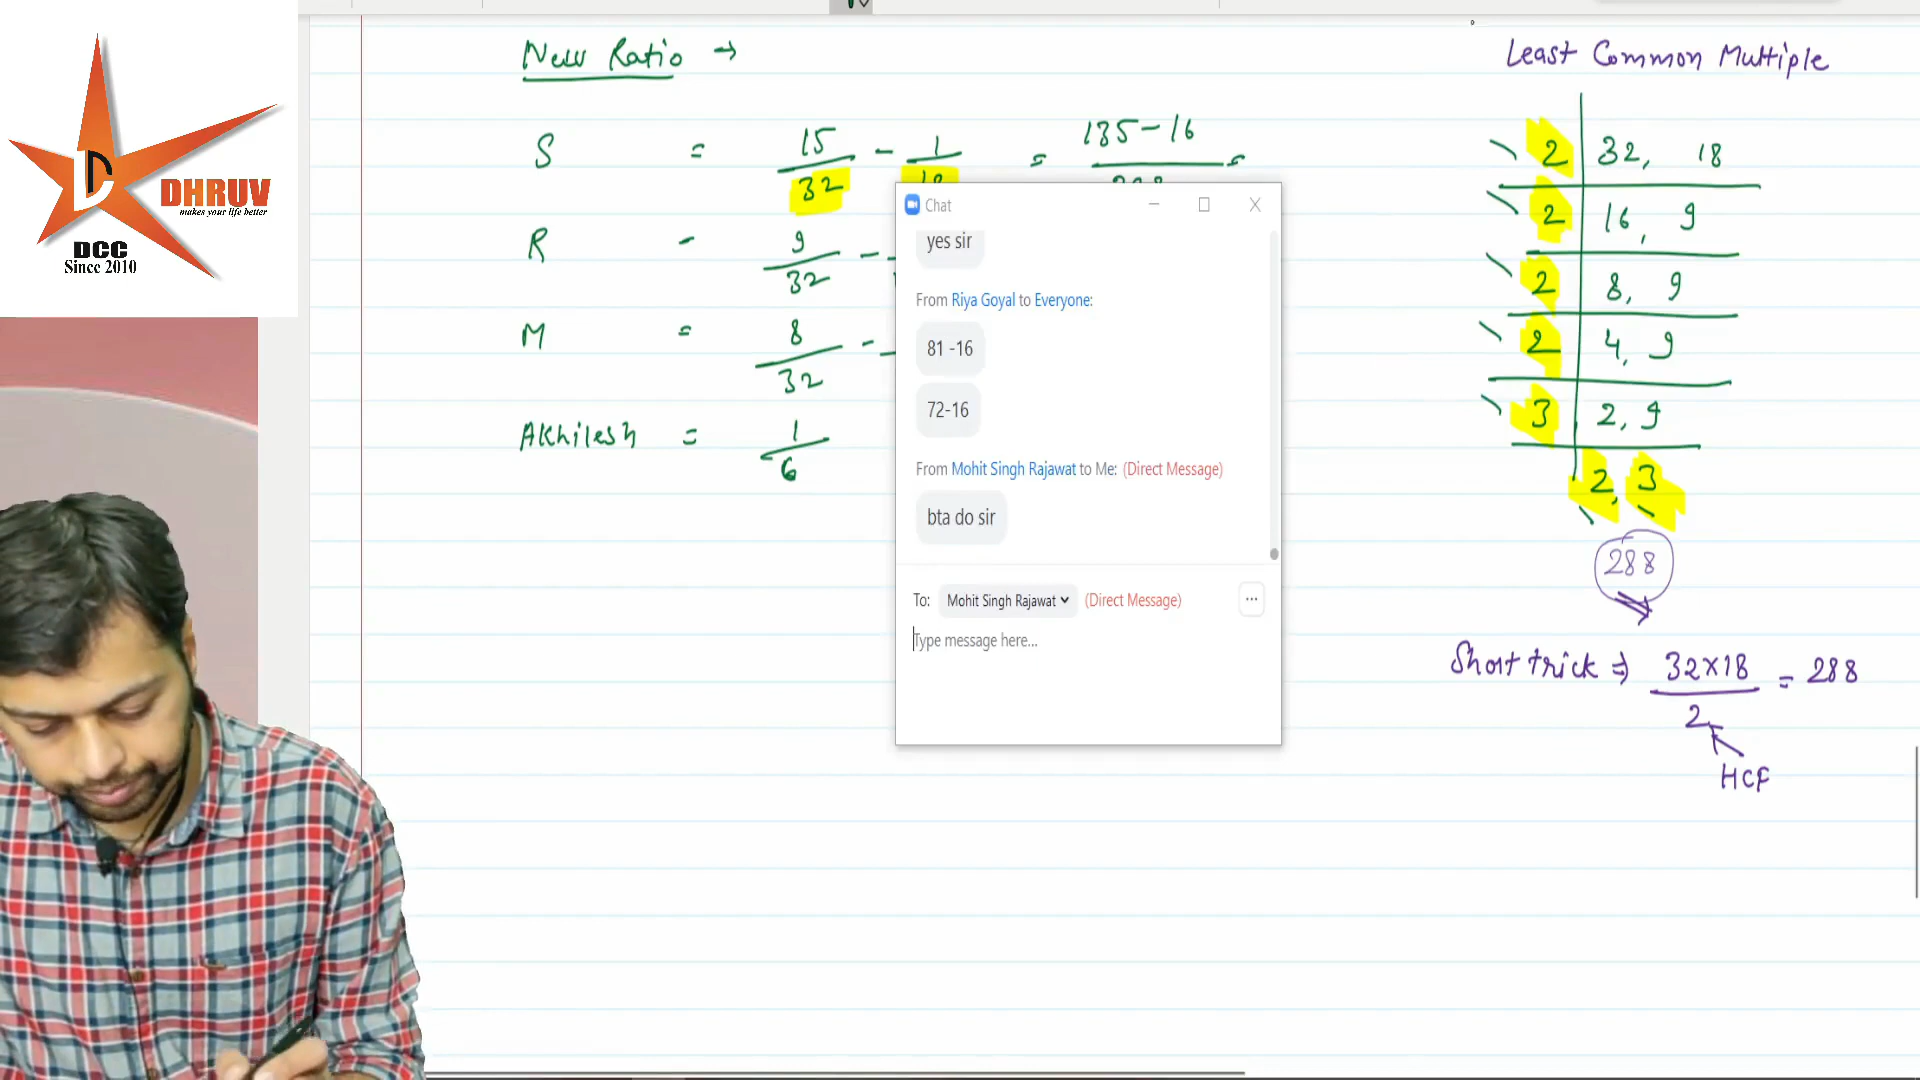 DHRUV
makes your life better
DCC
Since 2010
New Ratio →
S = 15/32 - 1/18 = 135-16
R - 9/32 -
M = 8/32 -
Akhilesh = 1/6
Chat
yes sir
From Riya Goyal to Everyone:
81 -16
72-16
From Mohit Singh Rajawat to Me: (Direct Message)
bta do sir
To: Mohit Singh Rajawat (Direct Message)
Type message here...
Least Common Multiple
2 32, 18
2 16, 9
2 8, 9
2 4, 9
3 2, 9
2, 3
288
Short trick ⇒ 32×18/2 = 288
HCF